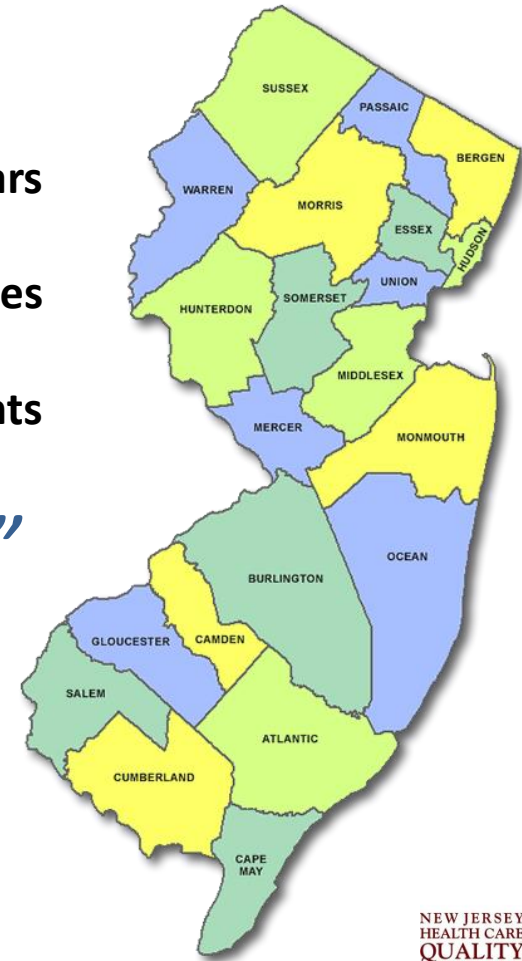 ars
es
nts
”
SUSSEX
PASSAIC
BERGEN
WARREN
MORRIS
ESSEX
HUDSON
UNION
SOMERSET
HUNTERDON
MIDDLESEX
MERCER
MONMOUTH
OCEAN
BURLINGTON
CAMDEN
GLOUCESTER
SALEM
ATLANTIC
CUMBERLAND
CAPE
MAY
NEW JERSEY
HEALTH CARE
QUALITY